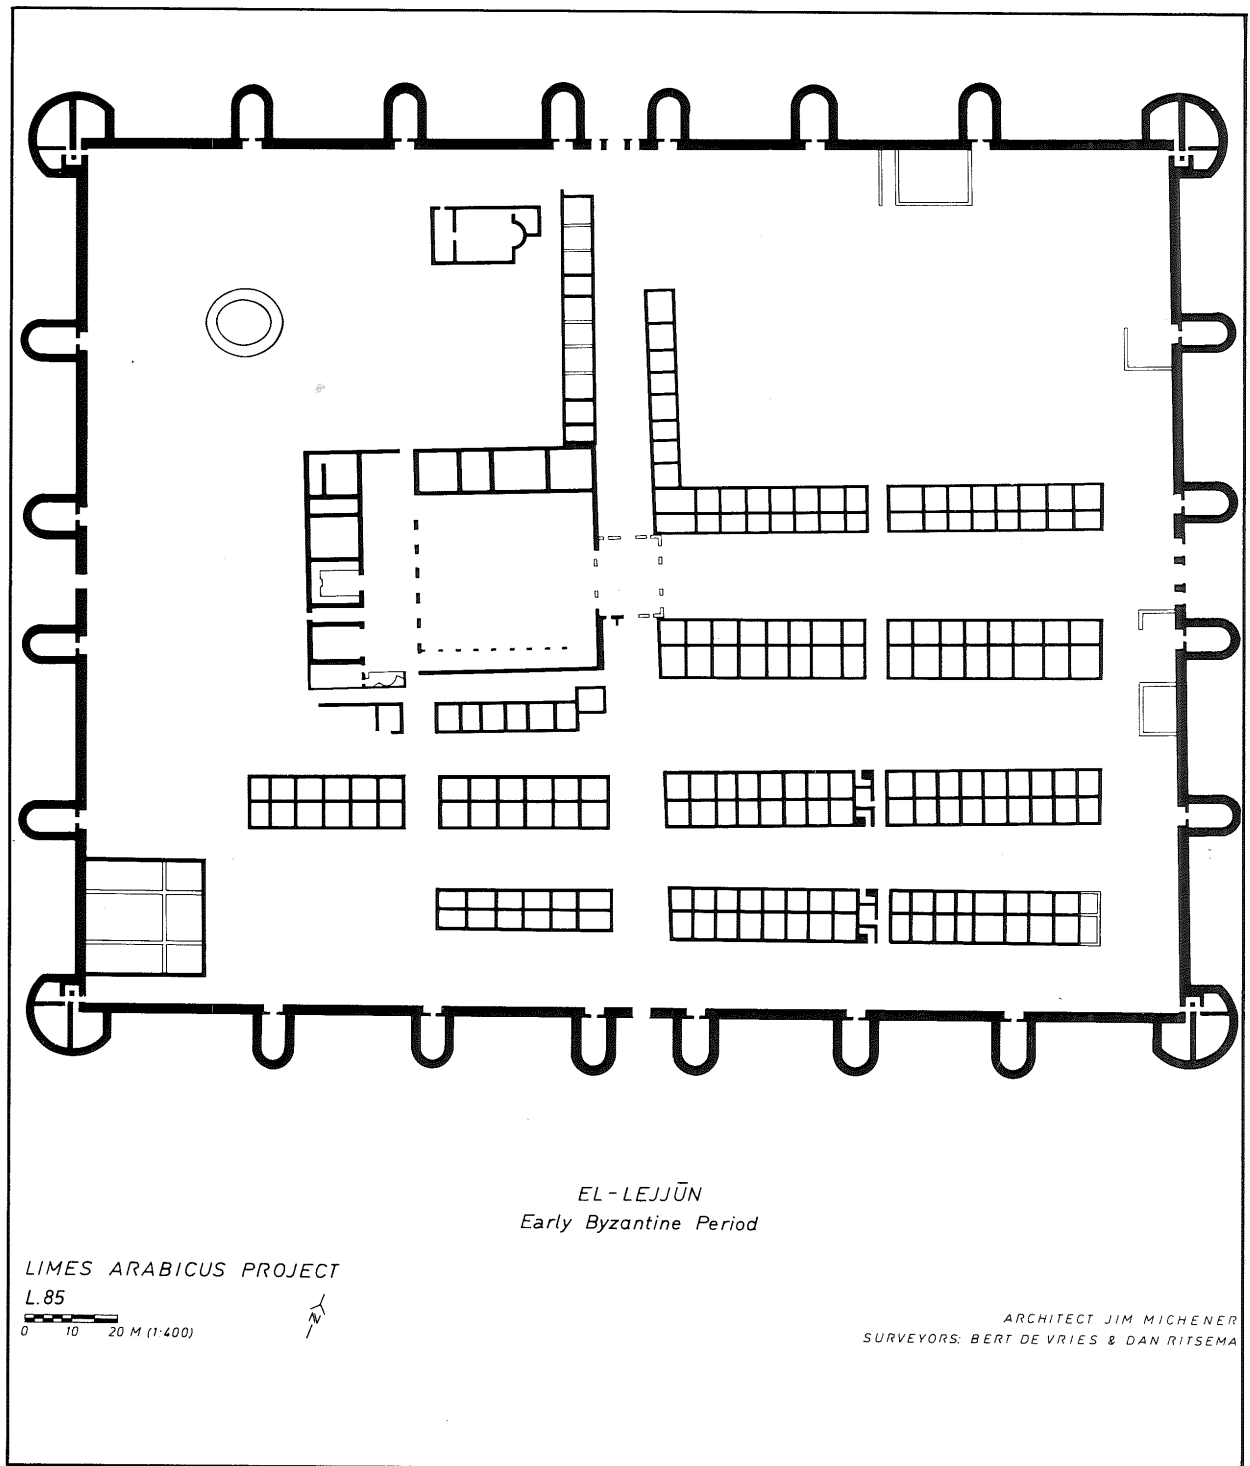 EL-LEJJŪN
Early Byzantine Period
LIMES ARABICUS PROJECT
L.85
0 10 20 M (1:400)
N
ARCHITECT JIM MICHENER
SURVEYORS: BERT DE VRIES & DAN RITSEMA